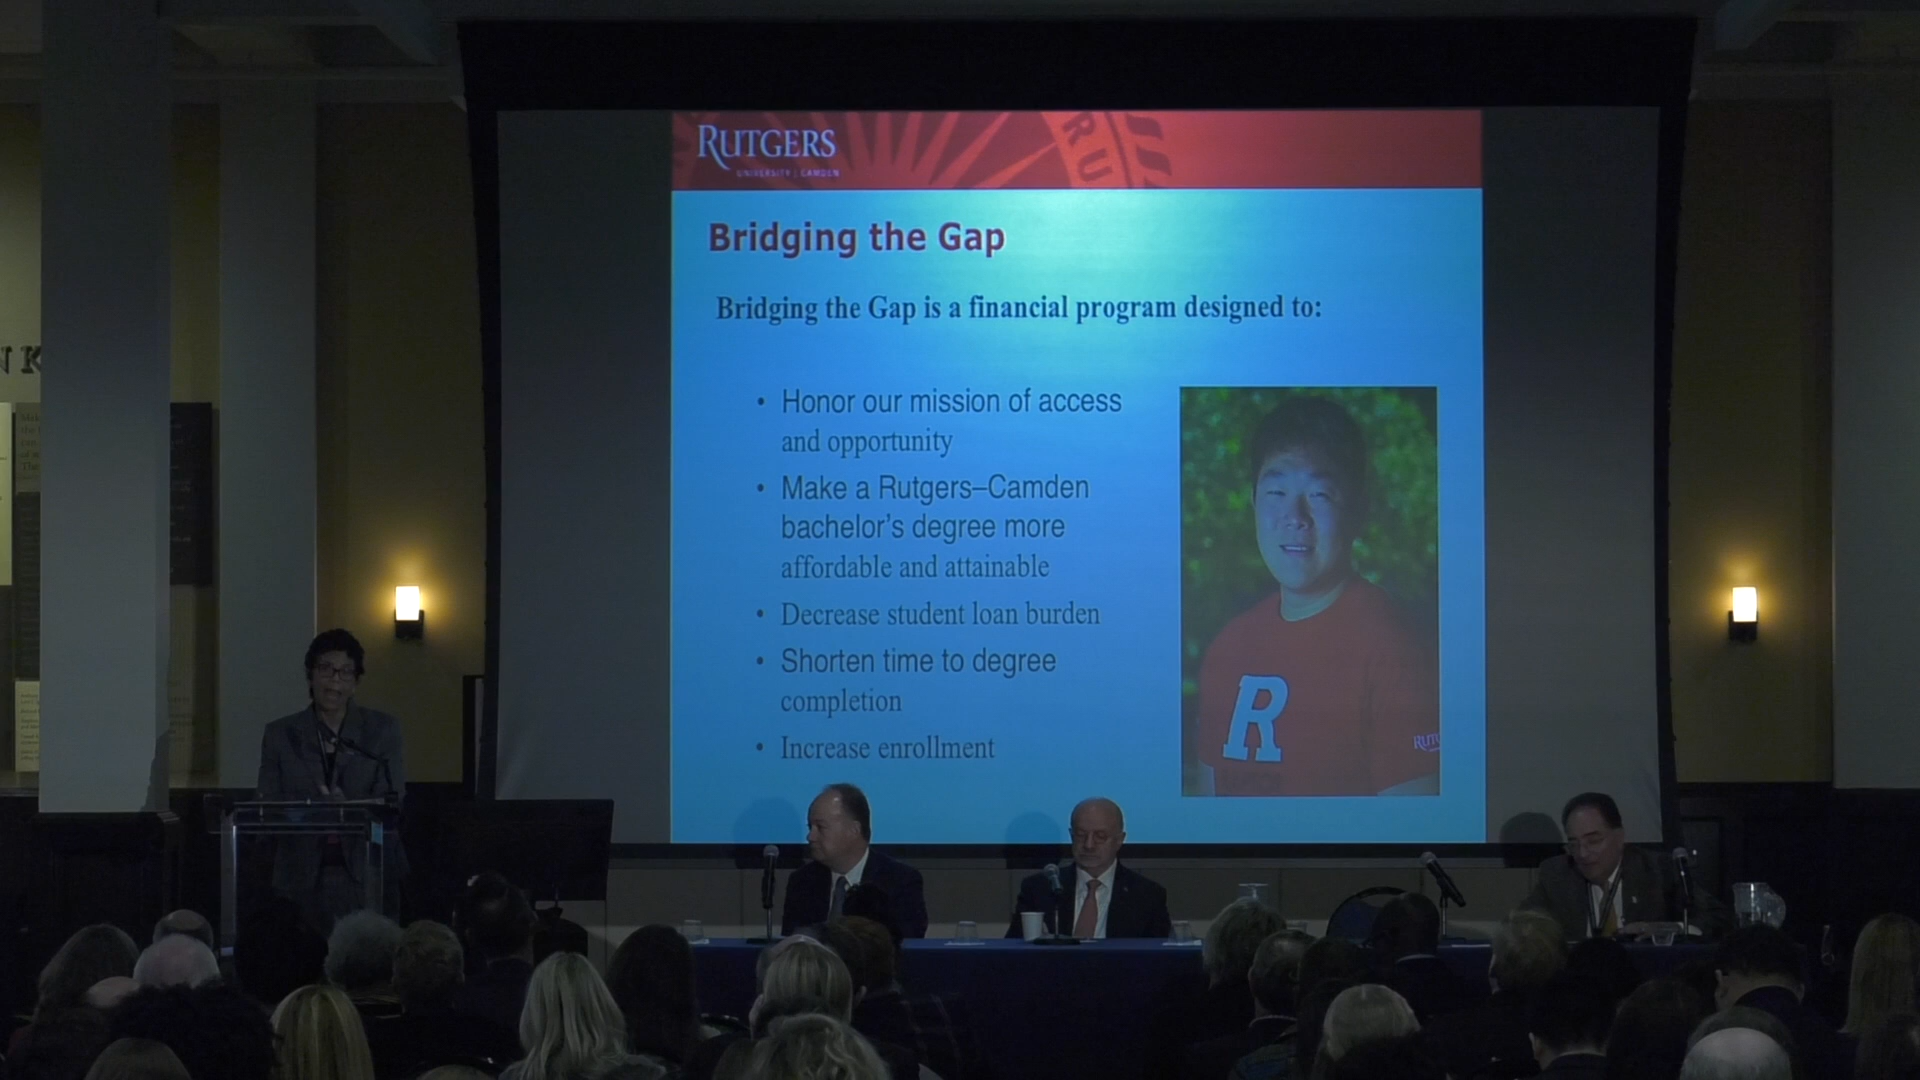 RUTGERS
UNIVERSITY | CAMDEN
RU
Bridging the Gap
Bridging the Gap is a financial program designed to:
• Honor our mission of access
and opportunity
• Make a Rutgers–Camden
bachelor's degree more
affordable and attainable
• Decrease student loan burden
• Shorten time to degree
completion
• Increase enrollment
R
N K